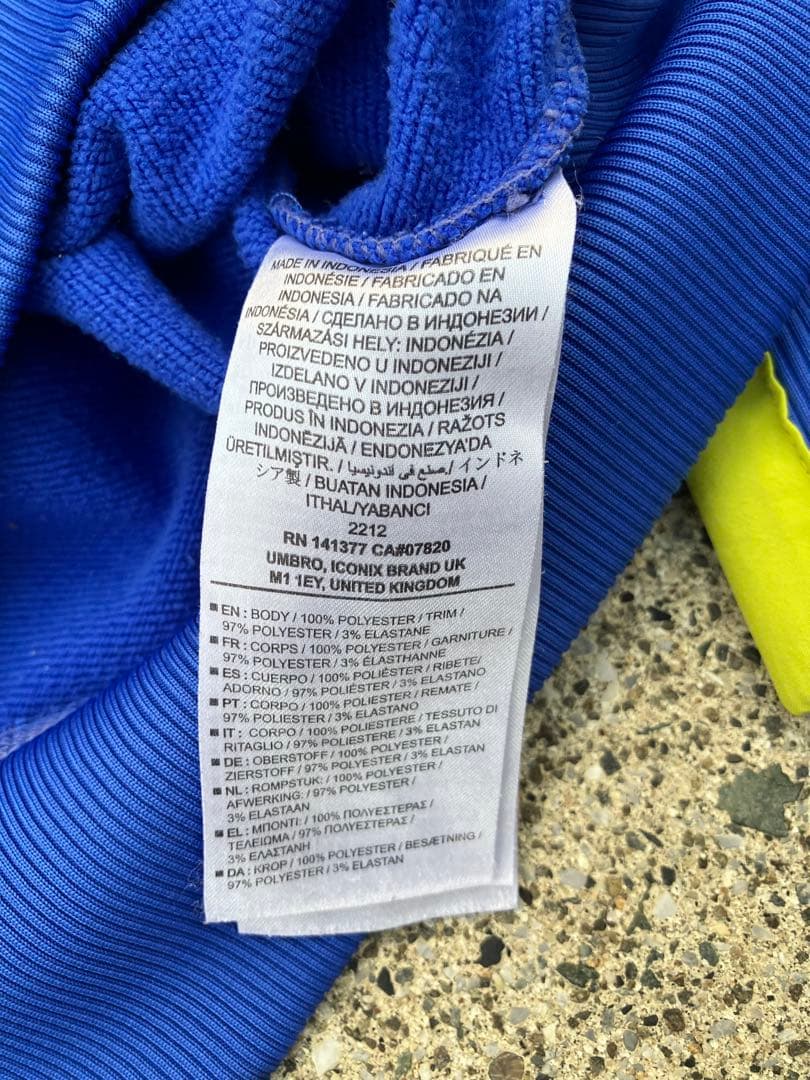 MADE IN INDONESIA / FABRIQUÉ EN
INDONÉSIE / FABRICADO EN
INDONESIA / FABRICADO NA
INDONÉSIA / СДЕЛАНО В ИНДОНЕЗИИ /
SZÁRMAZÁSI HELY: INDONÉZIA /
PROIZVEDENO U INDONEZIJI /
IZDELANO V INDONEZIJI /
ПРОИЗВЕДЕНО В ИНДОНЕЗИЯ /
PRODUS ÎN INDONEZIA / RAŽOTS
INDONĒZIJĀ / ENDONEZYA'DA
ÜRETILMIŞTIR. / صنع في اندونيسيا / インドネ
シア製 / BUATAN INDONESIA /
ITHAL/YABANCI
2212
RN 141377 CA#07820
UMBRO, ICONIX BRAND UK
M1 1EY, UNITED KINGDOM
EN : BODY / 100% POLYESTER / TRIM /
97% POLYESTER / 3% ELASTANE
FR : CORPS / 100% POLYESTER / GARNITURE /
97% POLYESTER / 3% ÉLASTHANNE
ES : CUERPO / 100% POLIÉSTER / RIBETE/
ADORNO / 97% POLIÉSTER / 3% ELASTANO
PT : CORPO / 100% POLIESTER / REMATE /
97% POLIESTER / 3% ELASTANO
IT : CORPO / 100% POLIESTERE / TESSUTO DI
RITAGLIO / 97% POLIESTERE / 3% ELASTAN
DE : OBERSTOFF / 100% POLYESTER /
ZIERSTOFF / 97% POLYESTER / 3% ELASTAN
NL : ROMPSTUK: / 100% POLYESTER /
AFWERKING: / 97% POLYESTER /
3% ELASTAAN
EL : ΜΠΟΝΤΙ: / 100% ΠΟΛΥΕΣΤΕΡΑΣ /
ΤΕΛΕΙΩΜΑ / 97% ΠΟΛΥΕΣΤΕΡΑΣ /
3% ΕΛΑΣΤΑΝΗ
DA : KROP / 100% POLYESTER / BESÆTNING /
97% POLYESTER / 3% ELASTAN